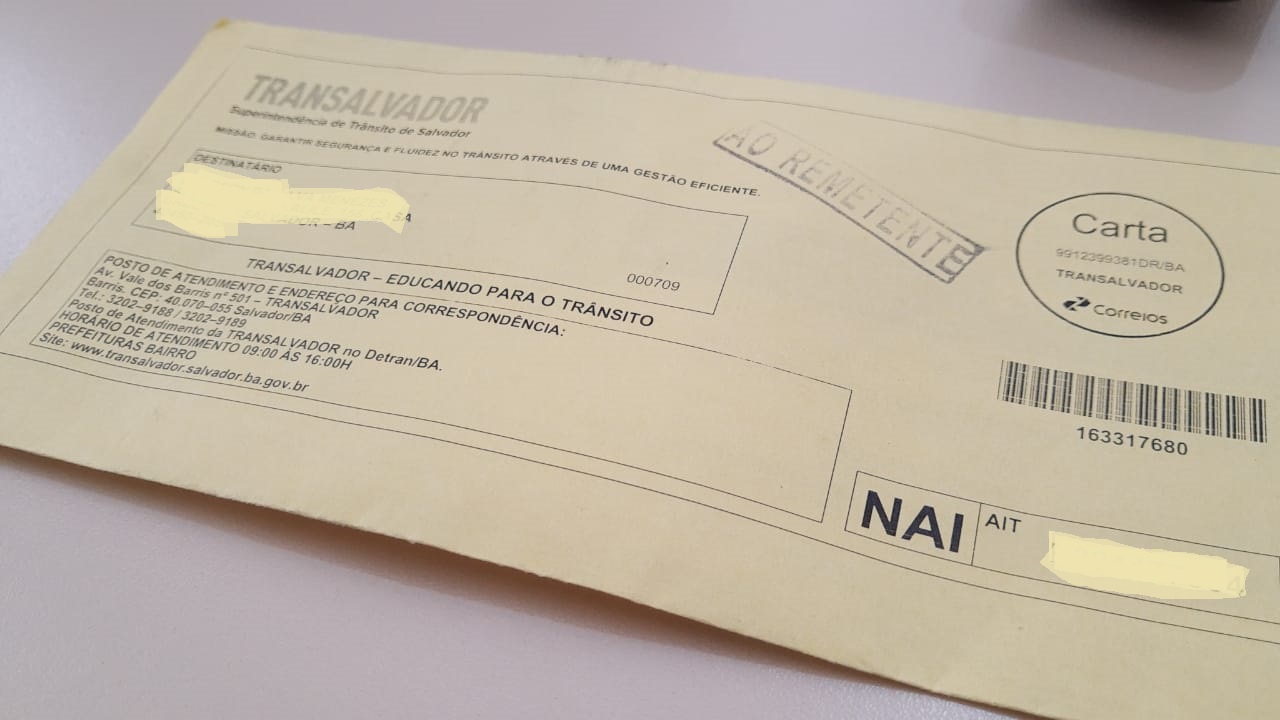 TRANSALVADOR
Superintendência de Trânsito de Salvador
MISSÃO: GARANTIR SEGURANÇA E FLUIDEZ NO TRÂNSITO ATRAVÉS DE UMA GESTÃO EFICIENTE.
DESTINATÁRIO
BA
– BA
000709
TRANSALVADOR – EDUCANDO PARA O TRÂNSITO
POSTO DE ATENDIMENTO E ENDEREÇO PARA CORRESPONDÊNCIA:
Av. Vale dos Barris nº 501 – TRANSALVADOR
Barris. CEP: 40.070–055 Salvador/BA
Tel.: 3202–9188 / 3202–9189
Posto de Atendimento da TRANSALVADOR no Detran/BA.
HORÁRIO DE ATENDIMENTO 09:00 ÀS 16:00H
PREFEITURAS BAIRRO
Site: www.transalvador.salvador.ba.gov.br
AO REMETENTE
Carta
9912399381DR/BA
TRANSALVADOR
Correios
163317680
NAI
AIT